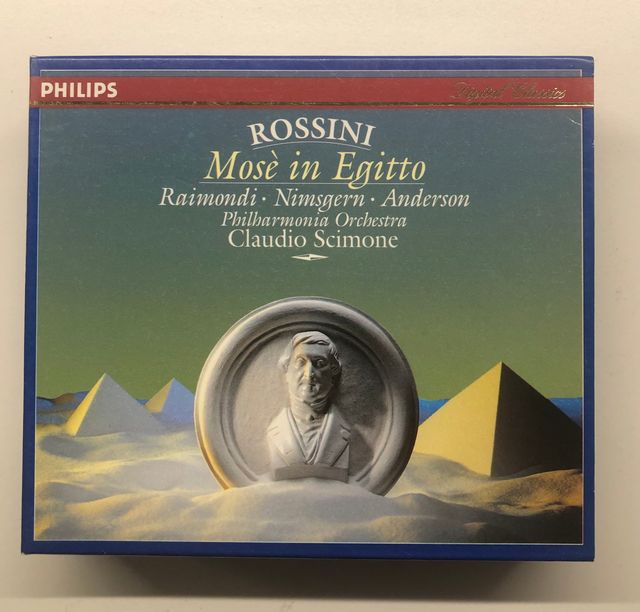 PHILIPS
Digital Classics
ROSSINI
Mosè in Egitto
Raimondi · Nimsgern · Anderson
Philharmonia Orchestra
Claudio Scimone